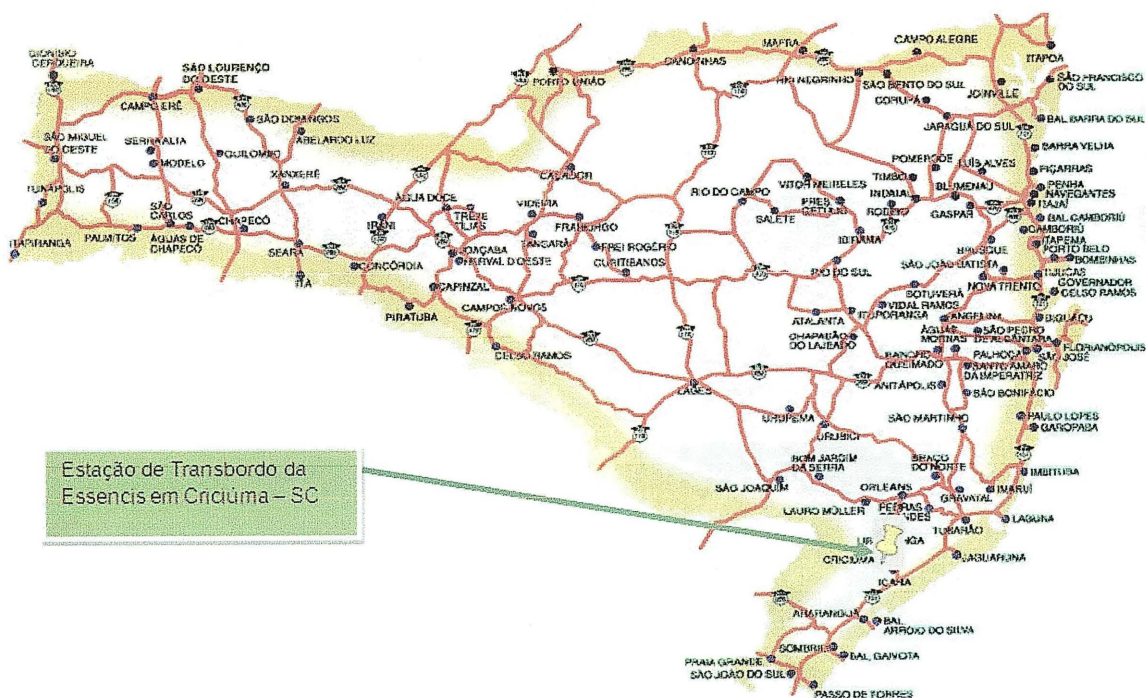 DIONÍSIO
CERQUEIRA
SÃO LOURENÇO
DO OESTE
CAMPO ERÊ
SÃO DOMINGOS
ABELARDO LUZ
SÃO MIGUEL
DO OESTE
MODELO
QUILOMBO
XANXERÊ
ITAPIRANGA
PALMITOS
SÃO
CARLOS
ÁGUAS DE
CHAPECÓ
CHAPECÓ
SEARA
ITÁ
CONCÓRDIA
IRANI
PIRATUBA
CAPINZAL
ÁGUA DOCE
TREZE
TILIAS
JOAÇABA
HERVAL D'OESTE
VIDEIRA
TANGARÁ
FRAIBURGO
FREI ROGÉRIO
CURITIBANOS
CAMPOS NOVOS
CELSO RAMOS
CAÇADOR
PORTO UNIÃO
CANOINHAS
MAFRA
RIO NEGRINHO
CAMPO ALEGRE
SÃO BENTO DO SUL
CORUPÁ
JOINVILLE
ITAPOÁ
SÃO FRANCISCO
DO SUL
JARAGUÁ DO SUL
BAL BARRA DO SUL
BARRA VELHA
POMERODE
LUIS ALVES
PIÇARRAS
TIMBÓ
PENHA
NAVEGANTES
ITAJAÍ
INDAIAL
BLUMENAU
GASPAR
RODEIO
RIO DO CAMPO
VITOR MEIRELES
PRES
GETÚLIO
SALETE
IBIRAMA
BAL CAMBORIÚ
CAMBORIÚ
ITAPEMA
PORTO BELO
BOMBINHAS
BRUSQUE
SÃO JOÃO BATISTA
TIJUCAS
NOVA TRENTO
GOVERNADOR
CELSO RAMOS
RIO DO SUL
BOTUVERÁ
VIDAL RAMOS
ITUPORANGA
ATALANTA
CHAPADÃO
DO LAJEADO
ANGELINA
BIGUAÇU
SÃO PEDRO
DE ALCÂNTARA
ÁGUAS
MORNAS
FLORIANÓPOLIS
PALHOÇA
SÃO JOSÉ
RANCHO
QUEIMADO
SANTO AMARO
DA IMPERATRIZ
ANITÁPOLIS
SÃO BONIFÁCIO
LAGES
URUPEMA
URUBICI
SÃO MARTINHO
PAULO LOPES
GAROPABA
BOM JARDIM
DA SERRA
BRAÇO
DO NORTE
IMBITUBA
Estação de Transbordo da
Essencis em Criciúma – SC
SÃO JOAQUIM
ORLEANS
GRAVATAL
IMARUÍ
LAURO MÜLLER
LAGUNA
TUBARÃO
CRICIÚMA
JAGUARUNA
IÇARA
ARARANGUÁ
BAL
ARROIO DO SILVA
SOMBRIO
BAL GAIVOTA
PRAIA GRANDE
SÃO JOÃO DO SUL
PASSO DE TORRES